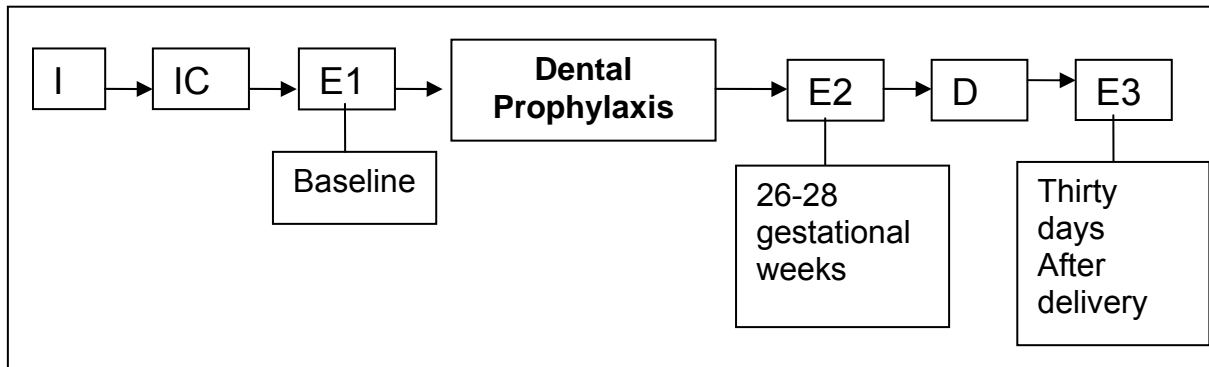 I
IC
E1
Dental
Prophylaxis
E2
D
E3
Baseline
26-28
gestational
weeks
Thirty
days
After
delivery